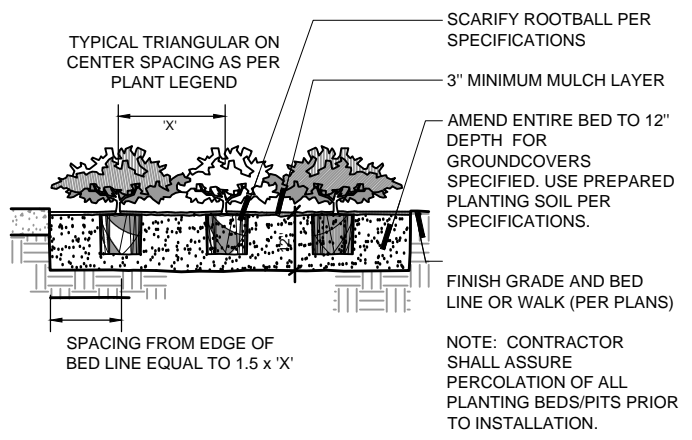 TYPICAL TRIANGULAR ON
CENTER SPACING AS PER
PLANT LEGEND
'X'
SCARIFY ROOTBALL PER
SPECIFICATIONS
3" MINIMUM MULCH LAYER
AMEND ENTIRE BED TO 12"
DEPTH FOR
GROUNDCOVERS
SPECIFIED. USE PREPARED
PLANTING SOIL PER
SPECIFICATIONS.
12"
FINISH GRADE AND BED
LINE OR WALK (PER PLANS)
SPACING FROM EDGE OF
BED LINE EQUAL TO 1.5 x 'X'
NOTE: CONTRACTOR
SHALL ASSURE
PERCOLATION OF ALL
PLANTING BEDS/PITS PRIOR
TO INSTALLATION.